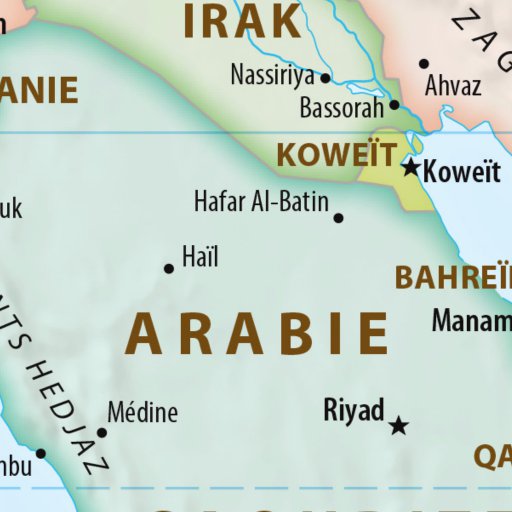 IRAK
ZAG
Nassiriya
Ahvaz
ANIE
Bassorah
KOWEÏT
Koweït
Hafar Al-Batin
uk
Haïl
BAHREÏ
NTS HEDJAZ
ARABIE
Manam
Médine
Riyad
QA
nbu